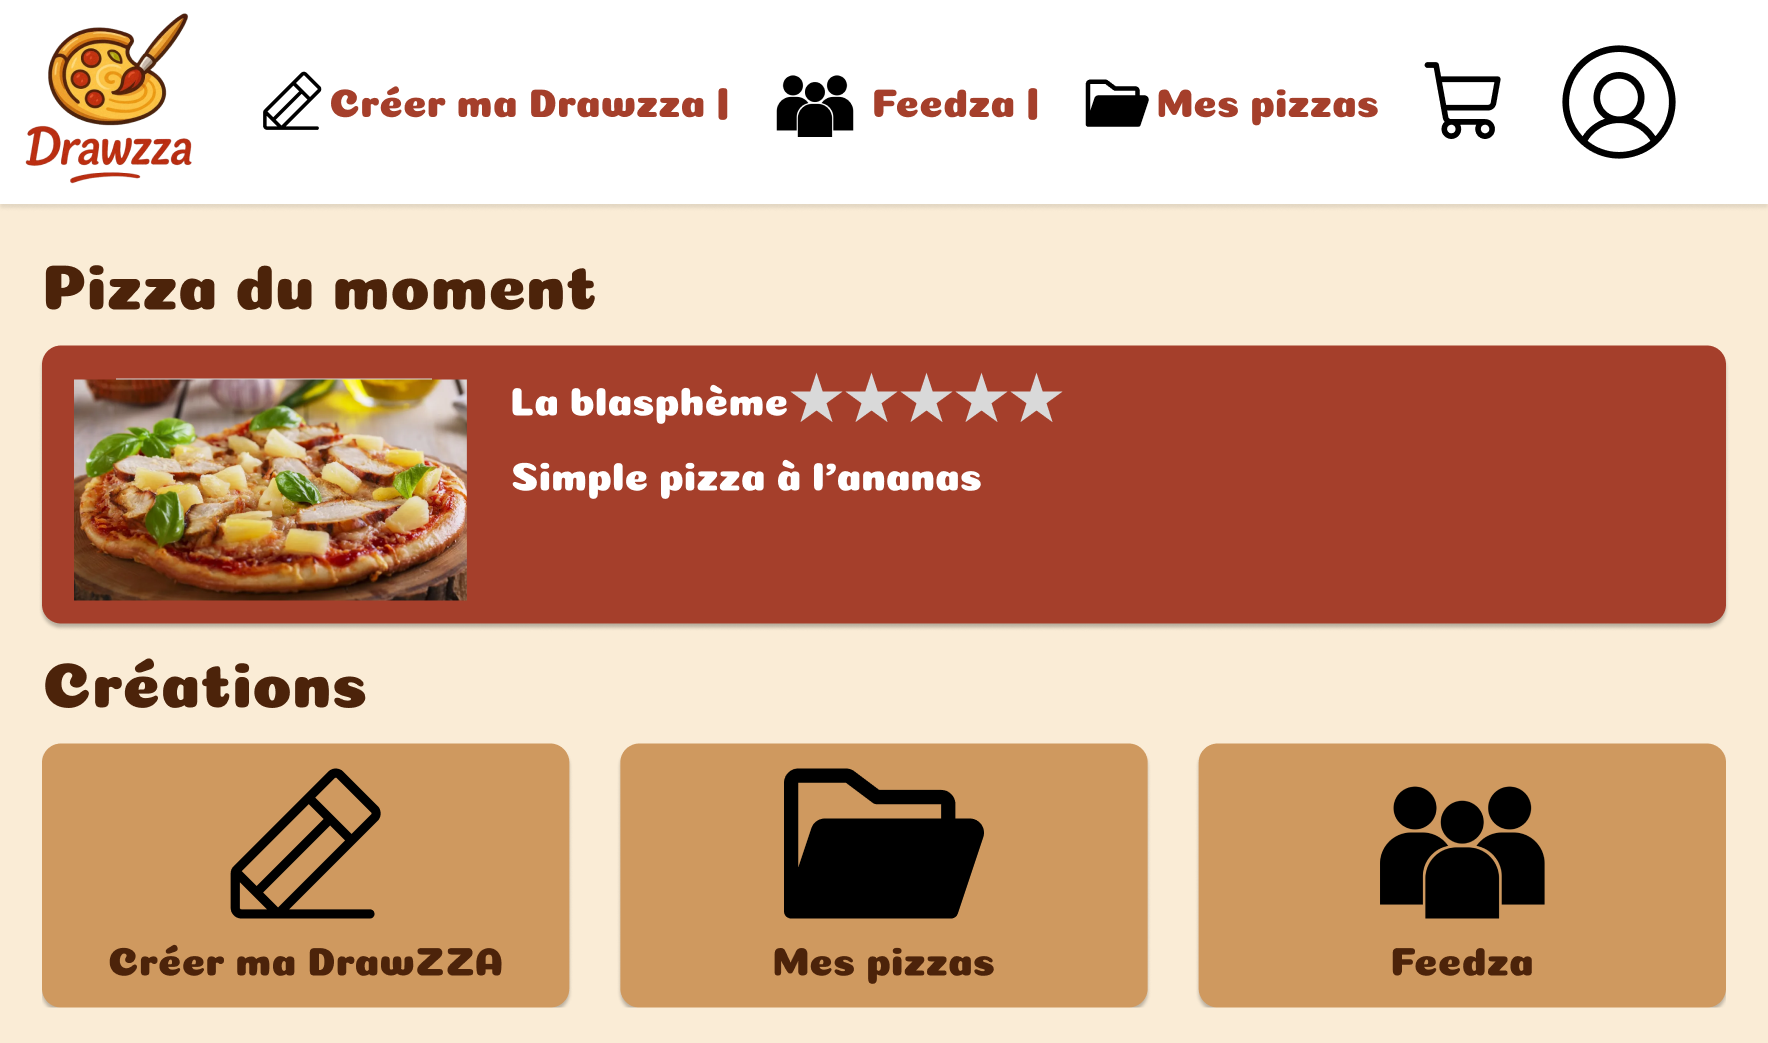 Drawzza
Créer ma Drawzza |
Feedza |
Mes pizzas
Pizza du moment
La blasphème
Simple pizza à l’ananas
Créations
Créer ma DrawZZA
Mes pizzas
Feedza